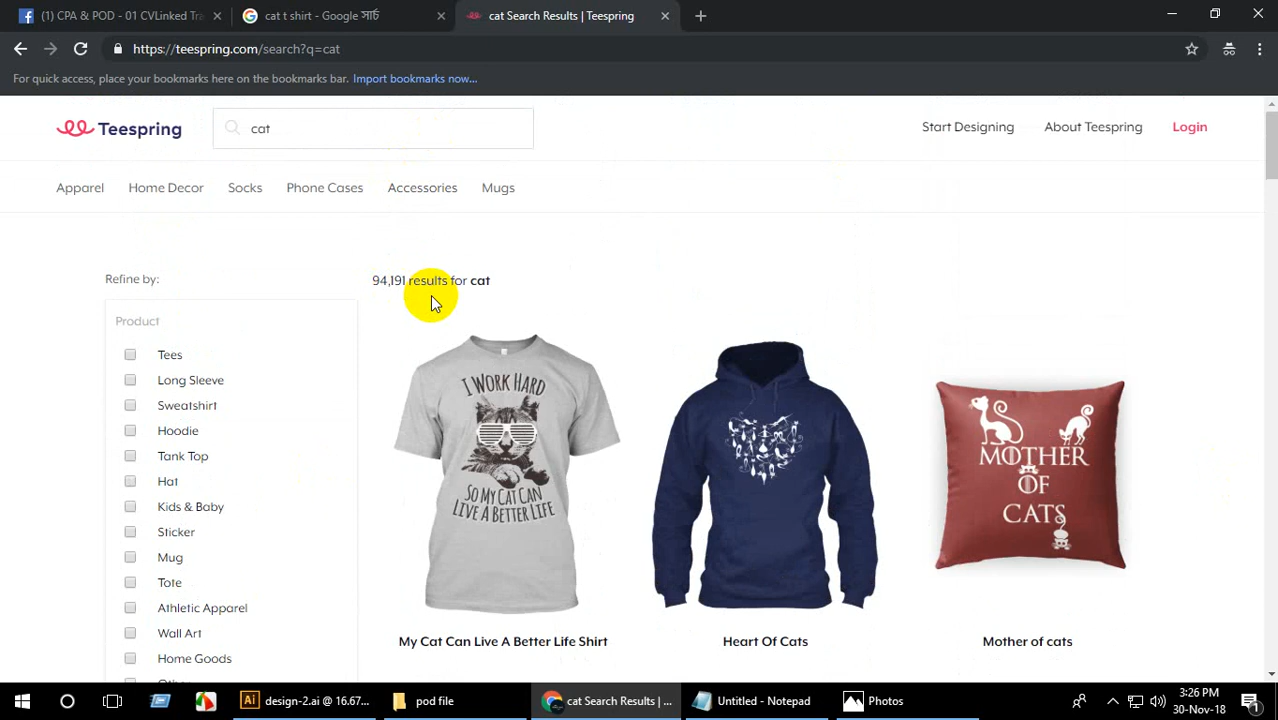 (1) CPA & POD - 01 CVLinked Tra
cat t shirt - Google সার্চ
cat Search Results | Teespring
https://teespring.com/search?q=cat
For quick access, place your bookmarks here on the bookmarks bar. Import bookmarks now...
Teespring
cat
Start Designing
About Teespring
Login
Apparel
Home Decor
Socks
Phone Cases
Accessories
Mugs
Refine by:
94,191 results for cat
Product
Tees
Long Sleeve
Sweatshirt
Hoodie
Tank Top
Hat
Kids & Baby
Sticker
Mug
Tote
Athletic Apparel
Wall Art
Home Goods
Other
I WORK HARD
SO MY CAT CAN
LIVE A BETTER LIFE
MOTHER
OF
CATS
My Cat Can Live A Better Life Shirt
Heart Of Cats
Mother of cats
design-2.ai @ 16.67...
pod file
cat Search Results | ...
Untitled - Notepad
Photos
3:26 PM
30-Nov-18